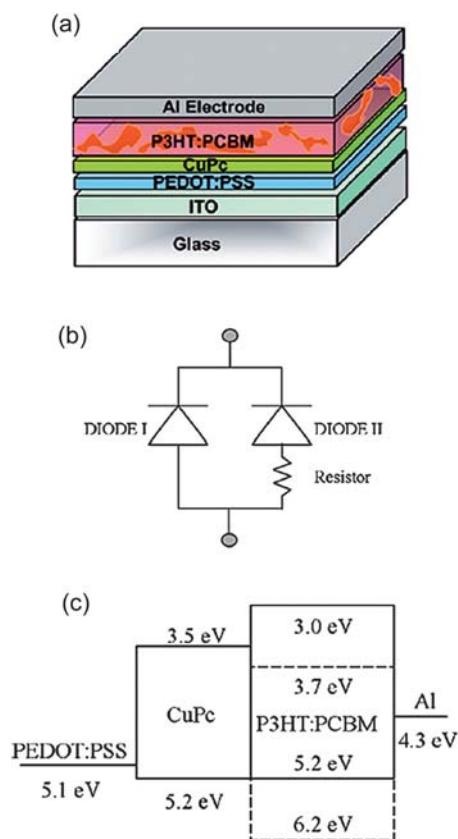 (a)
Al Electrode
P3HT:PCBM
CuPc
PEDOT:PSS
ITO
Glass
(b)
DIODE I
DIODE II
Resistor
(c)
3.5 eV
3.0 eV
3.7 eV
Al
CuPc
P3HT:PCBM
4.3 eV
PEDOT:PSS
5.2 eV
5.1 eV
5.2 eV
6.2 eV